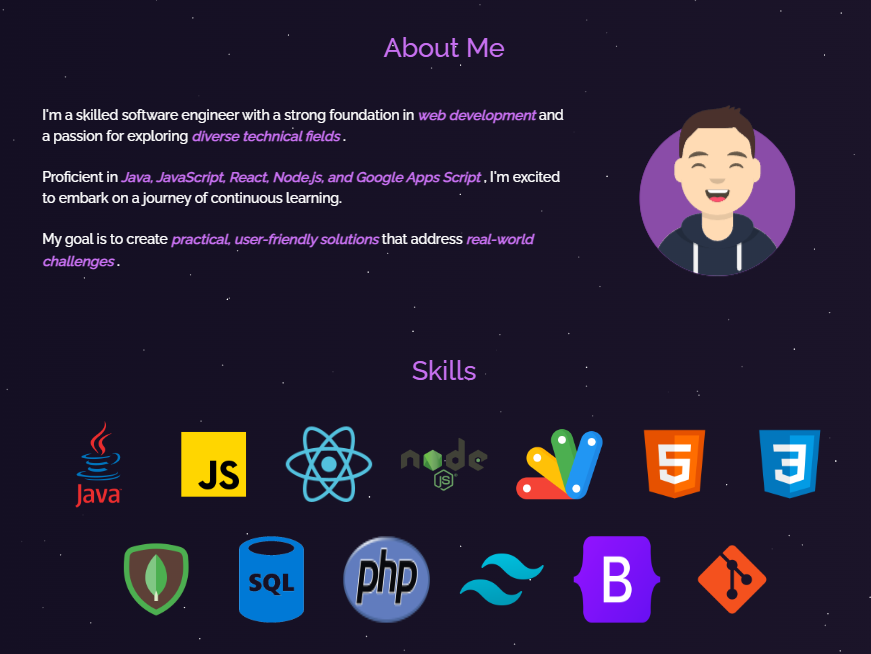 About Me
I'm a skilled software engineer with a strong foundation in web development and
a passion for exploring diverse technical fields .
Proficient in Java, JavaScript, React, Node.js, and Google Apps Script , I'm excited
to embark on a journey of continuous learning.
My goal is to create practical, user-friendly solutions that address real-world
challenges .
Skills
Java
JS
node
JS
5
3
SQL
php
B